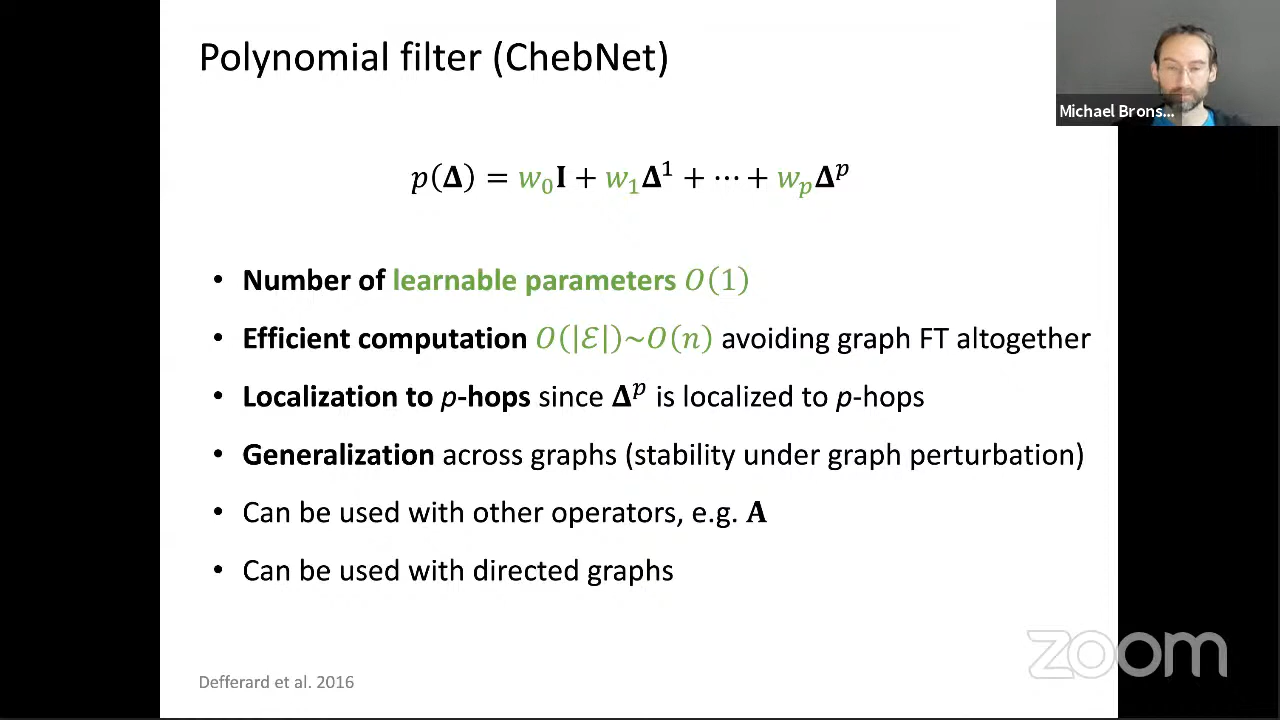 Polynomial filter (ChebNet)
Michael Brons...
p(Δ) = w₀I + w₁Δ¹ + ⋯ + wₚΔᵖ
• Number of learnable parameters O(1)
• Efficient computation O(|ℰ|)~O(n) avoiding graph FT altogether
• Localization to p-hops since Δᵖ is localized to p-hops
• Generalization across graphs (stability under graph perturbation)
• Can be used with other operators, e.g. A
• Can be used with directed graphs
zoom
Defferard et al. 2016